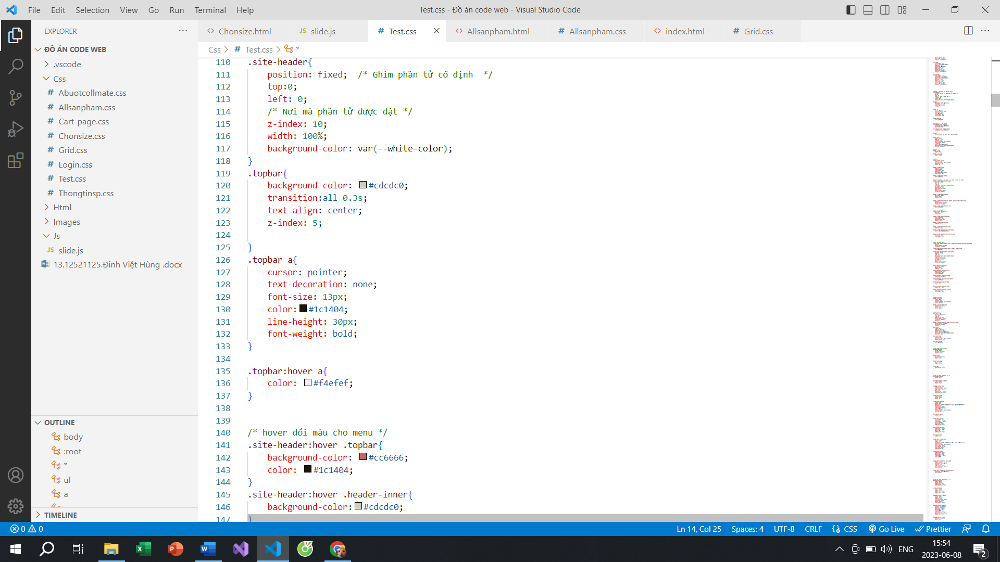 File Edit Selection View Go Run Terminal Help
Test.css - Đồ án code web - Visual Studio Code
EXPLORER
ĐỒ ÁN CODE WEB
.vscode
Css
Abuotcollmate.css
Allsanpham.css
Cart-page.css
Chonsize.css
Grid.css
Login.css
Test.css
Thongtinsp.css
Html
Images
Js
JS slide.js
13.12521125.Đinh Việt Hùng .docx
OUTLINE
body
:root
*
ul
a
TIMELINE
Chonsize.html
JS slide.js
# Test.css
Allsanpham.html
# Allsanpham.css
index.html
# Grid.css
Css > # Test.css > *
110 .site-header{
111 position: fixed; /* Ghim phần tử cố định */
112 top:0;
113 left: 0;
114 /* Nơi mà phần tử được đặt */
115 z-index: 10;
116 width: 100%;
117 background-color: var(--white-color);
118 }
119 .topbar{
120 background-color: #cdcdc0;
121 transition:all 0.3s;
122 text-align: center;
123 z-index: 5;
124
125 }
126 .topbar a{
127 cursor: pointer;
128 text-decoration: none;
129 font-size: 13px;
130 color: #1c1404;
131 line-height: 30px;
132 font-weight: bold;
133 }
134
135 .topbar:hover a{
136 color: #f4efef;
137 }
138
139
140 /* hover đổi màu cho menu */
141 .site-header:hover .topbar{
142 background-color: #cc6666;
143 color: #1c1404;
144 }
145 .site-header:hover .header-inner{
146 background-color: #cdcdc0;
147 }
0 0
Ln 14, Col 25 Spaces: 4 UTF-8 CRLF CSS Go Live Prettier
ENG
15:54
2023-06-08
2